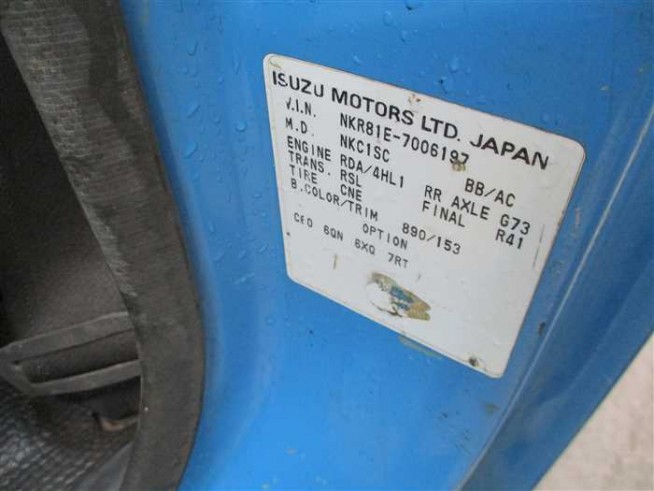 ISUZU MOTORS LTD. JAPAN
V.I.N. NKR81E-7006197
M.D. NKC1SC BB/AC
ENGINE RDA/4HL1 RR AXLE G73
TRANS. RSL FINAL R41
TIRE CNE
B.COLOR/TRIM 890/153
OPTION
CFO 6QN 6XQ 7RT